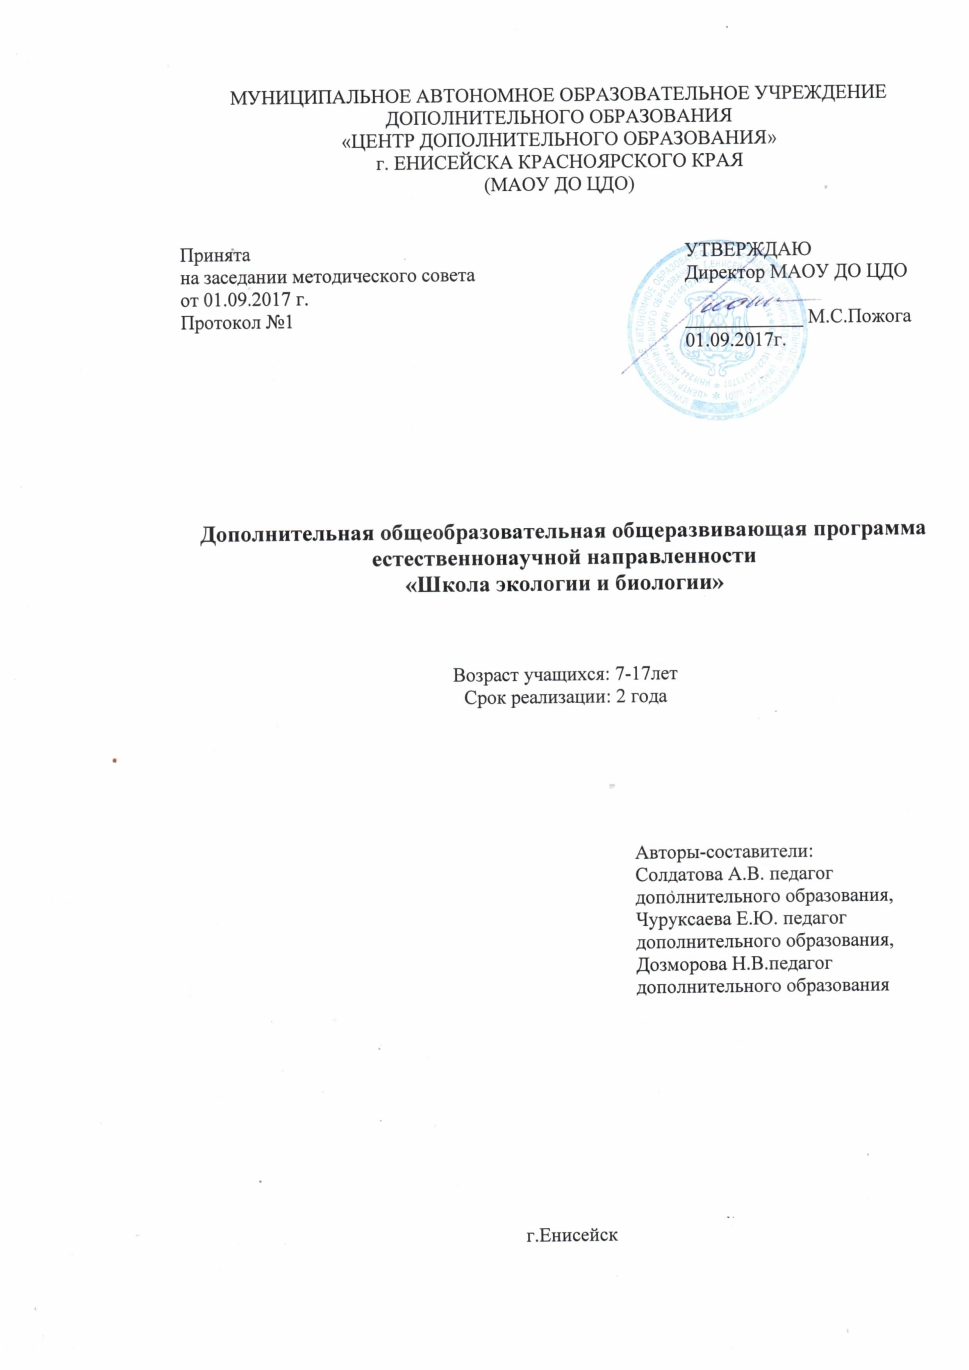 МУНИЦИПАЛЬНОЕ АВТОНОМНОЕ ОБРАЗОВАТЕЛЬНОЕ УЧРЕЖДЕНИЕ
ДОПОЛНИТЕЛЬНОГО ОБРАЗОВАНИЯ
«ЦЕНТР ДОПОЛНИТЕЛЬНОГО ОБРАЗОВАНИЯ»
г. ЕНИСЕЙСКА КРАСНОЯРСКОГО КРАЯ
(МАОУ ДО ЦДО)
Принята
на заседании методического совета
от 01.09.2017 г.
Протокол №1
УТВЕРЖДАЮ
Директор МАОУ ДО ЦДО
____________ М.С.Пожога
01.09.2017г.
Дополнительная общеобразовательная общеразвивающая программа
естественнонаучной направленности
«Школа экологии и биологии»
Возраст учащихся: 7-17лет
Срок реализации: 2 года
Авторы-составители:
Солдатова А.В. педагог
дополнительного образования,
Чуруксаева Е.Ю. педагог
дополнительного образования,
Дозморова Н.В.педагог
дополнительного образования
г.Енисейск